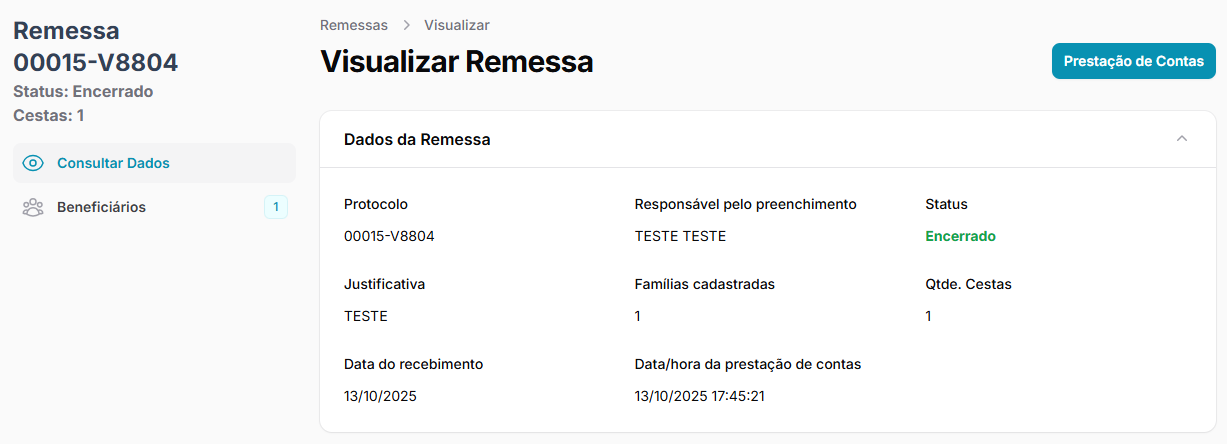 Remessa
00015-V8804
Status: Encerrado
Cestas: 1
Consultar Dados
Beneficiários 1
Remessas > Visualizar
Visualizar Remessa
Prestação de Contas
Dados da Remessa
Protocolo Responsável pelo preenchimento Status
00015-V8804 TESTE TESTE Encerrado
Justificativa Famílias cadastradas Qtde. Cestas
TESTE 1 1
Data do recebimento Data/hora da prestação de contas
13/10/2025 13/10/2025 17:45:21